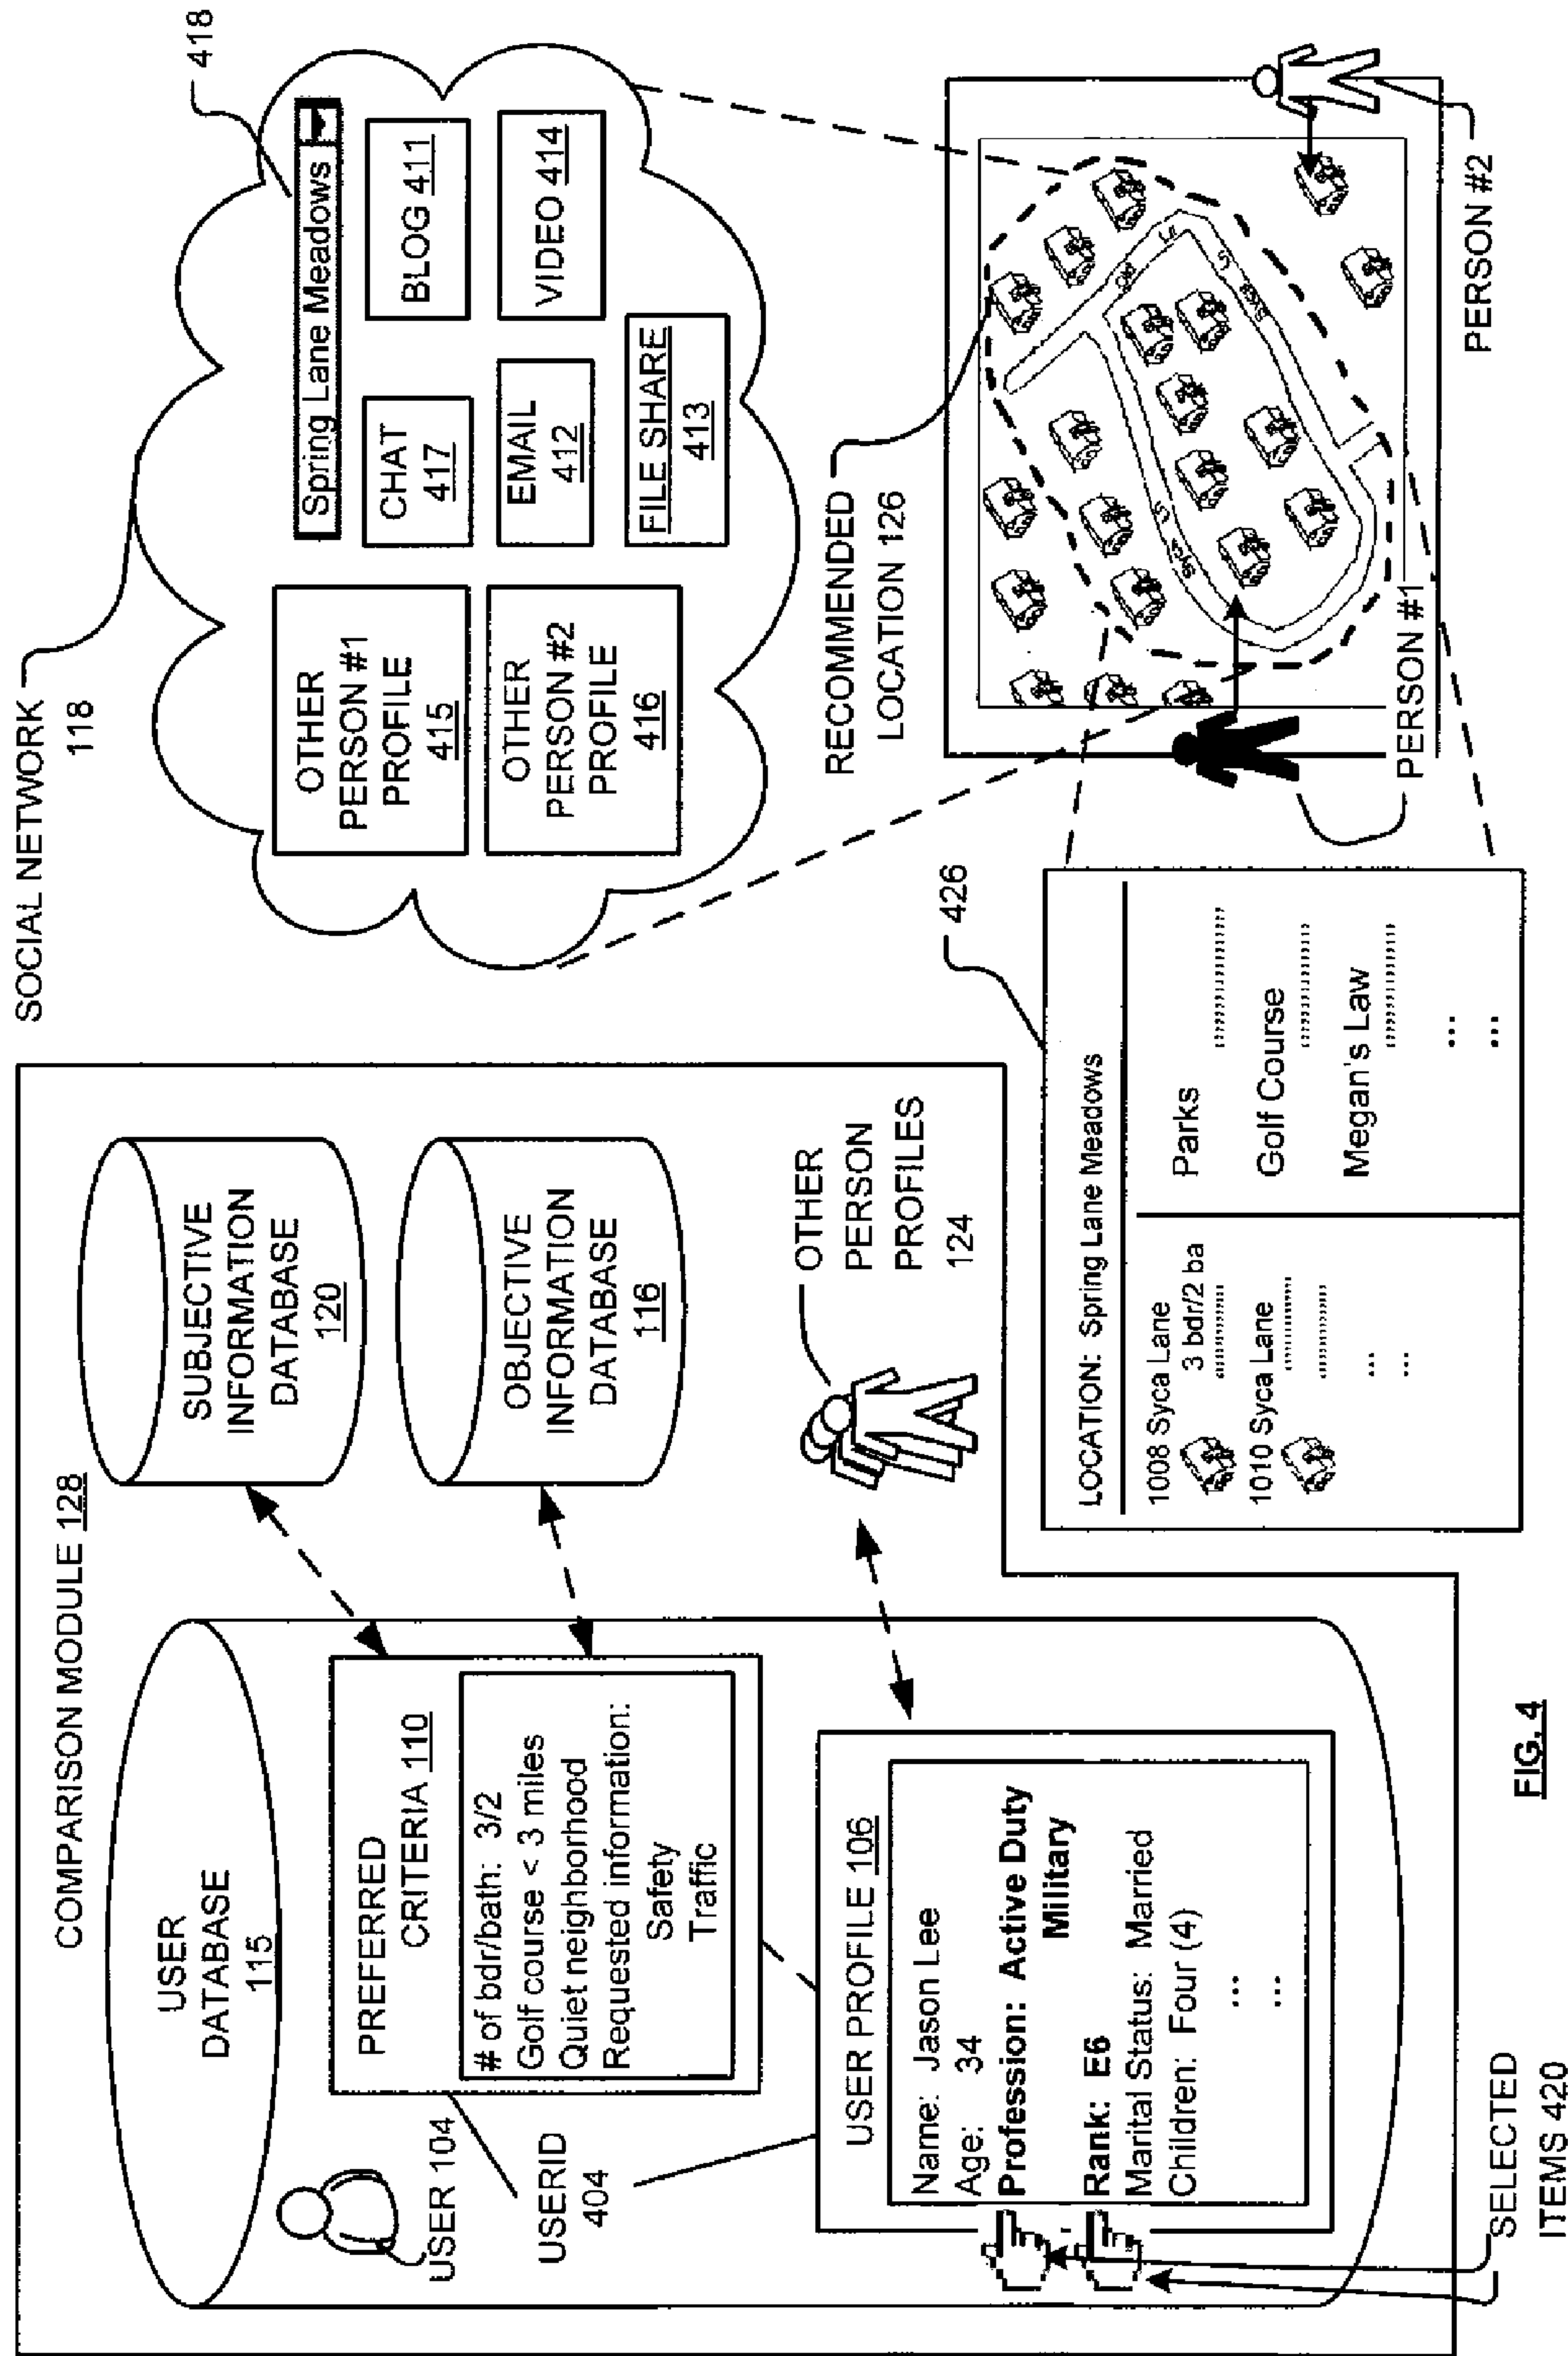 COMPARISON MODULE 128
USER
DATABASE
115
USER 104
USERID
404
PREFERRED
CRITERIA 110
# of bdr/bath: 3/2
Golf course < 3 miles
Quiet neighborhood
Requested information:
Safety
Traffic
USER PROFILE 106
Name: Jason Lee
Age: 34
Profession: Active Duty
Military
Rank: E6
Marital Status: Married
Children: Four (4)
...
...
SELECTED
ITEMS 420
SUBJECTIVE
INFORMATION
DATABASE
120
OBJECTIVE
INFORMATION
DATABASE
116
OTHER
PERSON
PROFILES
124
SOCIAL NETWORK
118
418
Spring Lane Meadows
OTHER
PERSON #1
PROFILE
415
OTHER
PERSON #2
PROFILE
416
CHAT
417
BLOG 411
EMAIL
412
VIDEO 414
FILE SHARE
413
RECOMMENDED
LOCATION 126
PERSON #1
PERSON #2
426
LOCATION: Spring Lane Meadows
1008 Syca Lane
3 bdr/2 ba
1010 Syca Lane
...
...
Parks
Golf Course
Megan's Law
...
...
FIG. 4